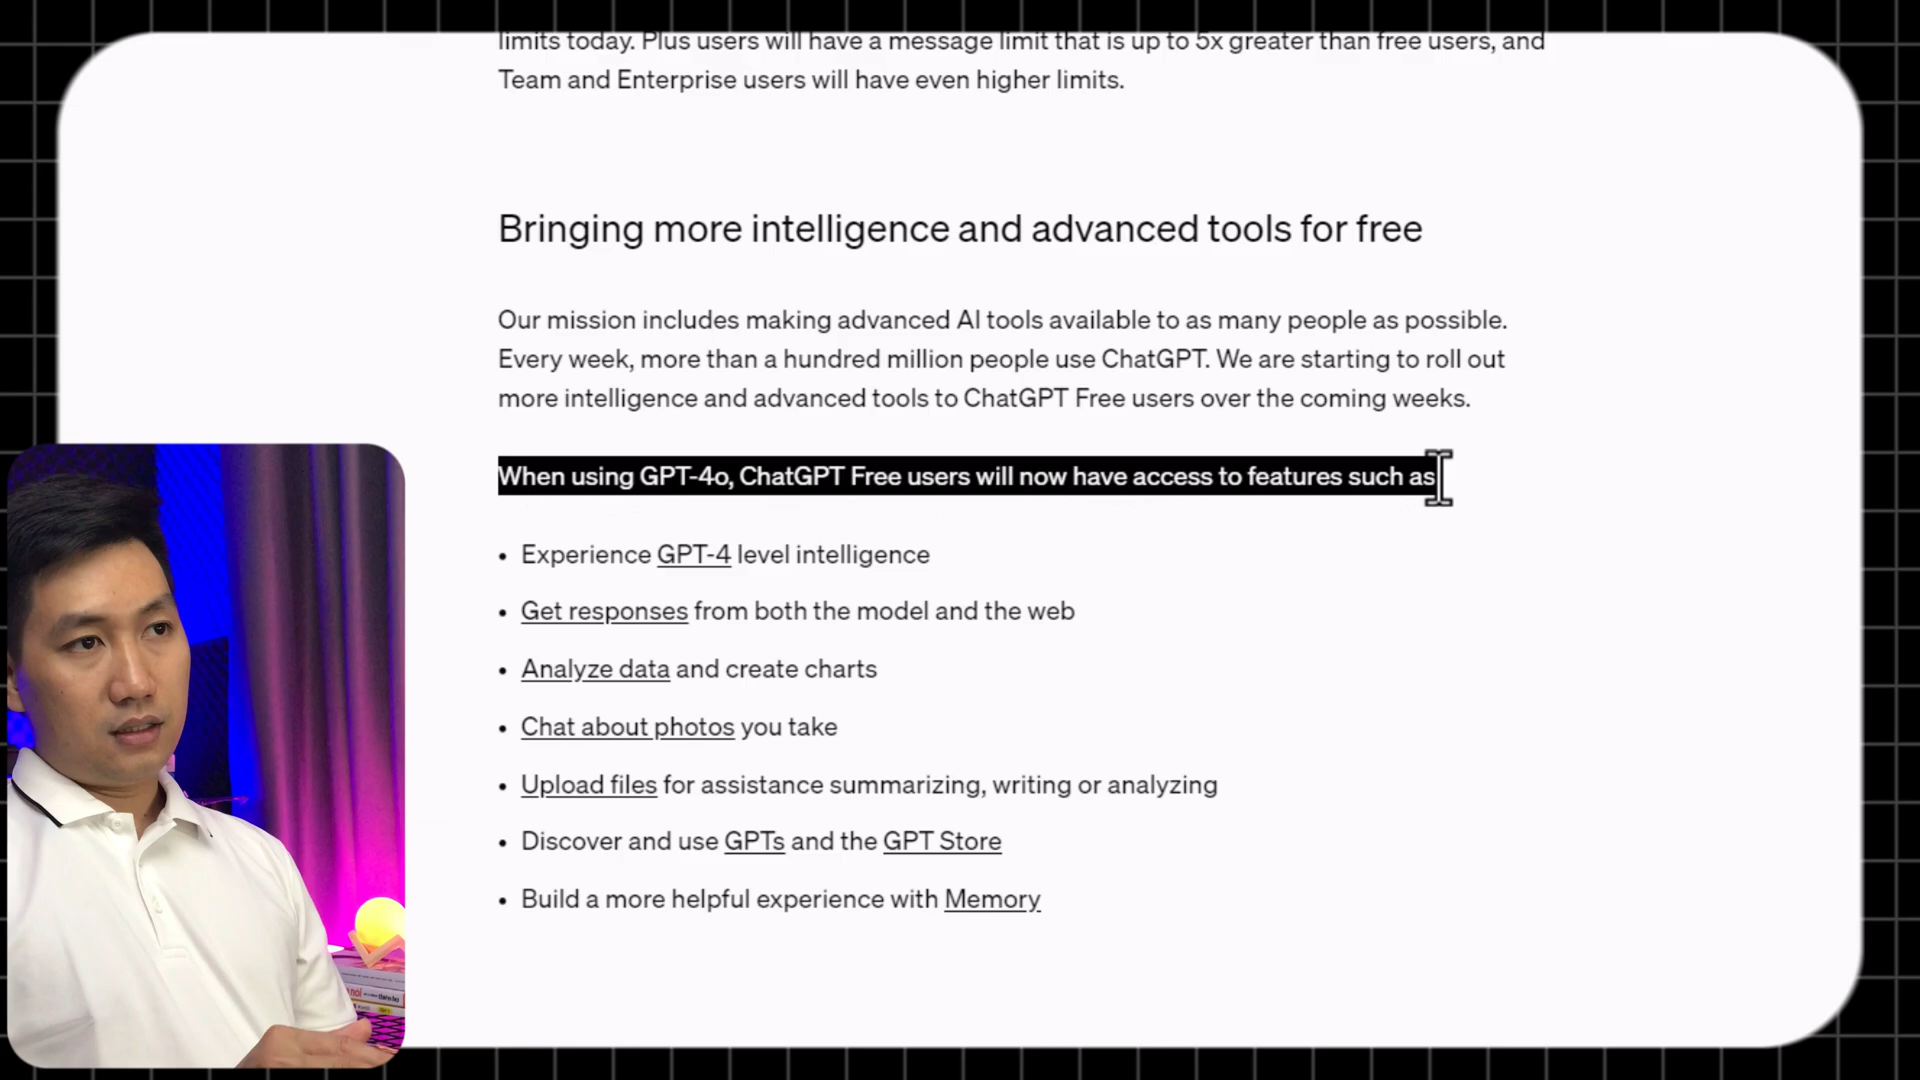 limits today. Plus users will have a message limit that is up to 5x greater than free users, and
Team and Enterprise users will have even higher limits.
Bringing more intelligence and advanced tools for free
Our mission includes making advanced AI tools available to as many people as possible.
Every week, more than a hundred million people use ChatGPT. We are starting to roll out
more intelligence and advanced tools to ChatGPT Free users over the coming weeks.
When using GPT-4o, ChatGPT Free users will now have access to features such as
• Experience GPT-4 level intelligence
• Get responses from both the model and the web
• Analyze data and create charts
• Chat about photos you take
• Upload files for assistance summarizing, writing or analyzing
• Discover and use GPTs and the GPT Store
• Build a more helpful experience with Memory